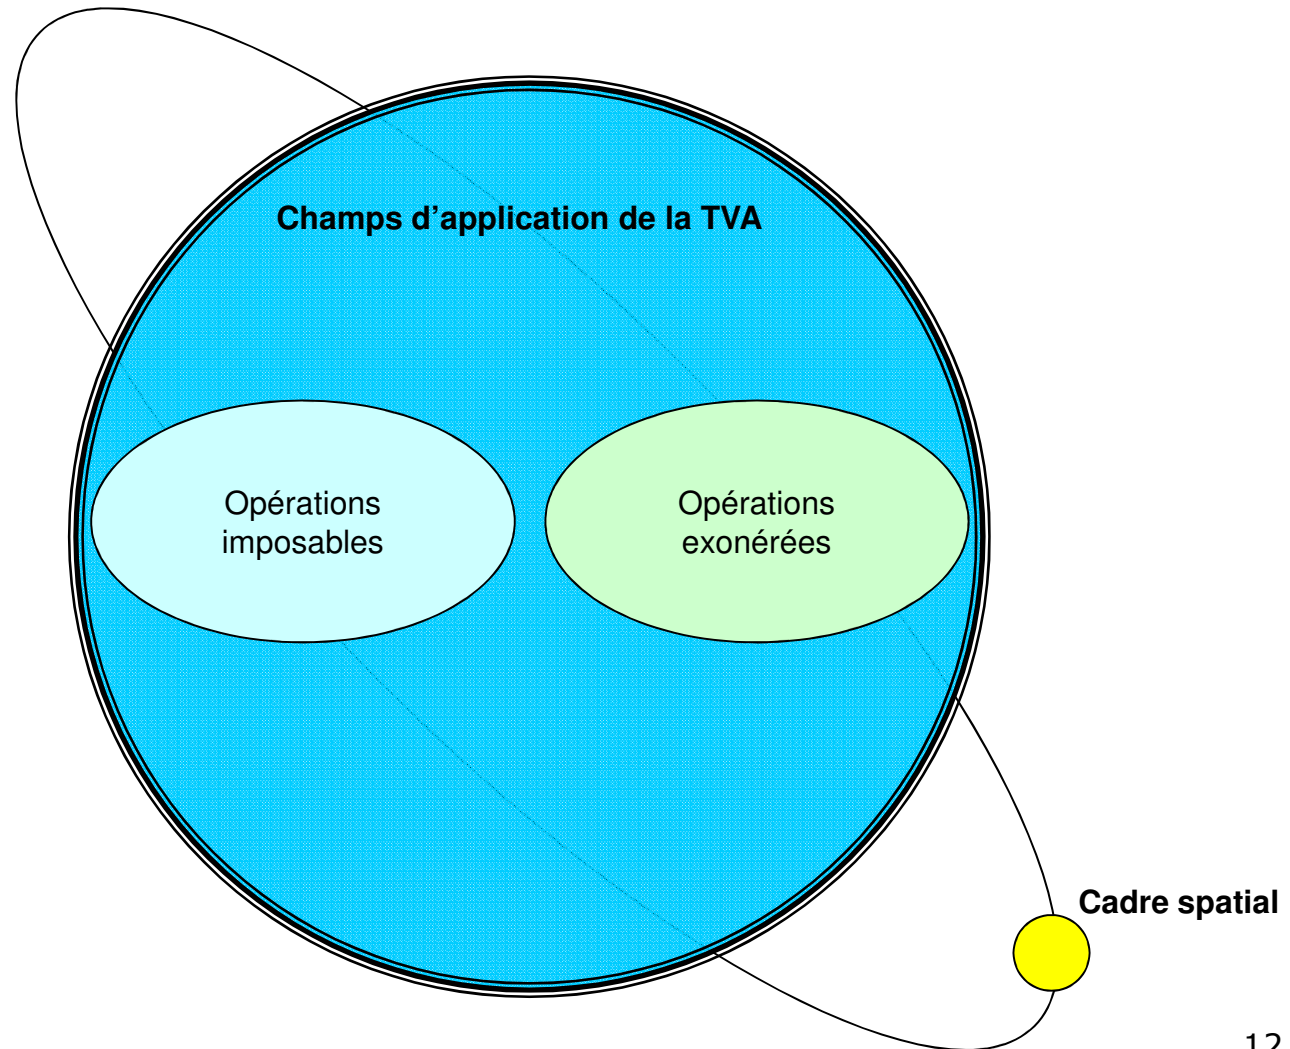 Champs d'application de la TVA
Opérations
imposables
Opérations
exonérées
Cadre spatial
12